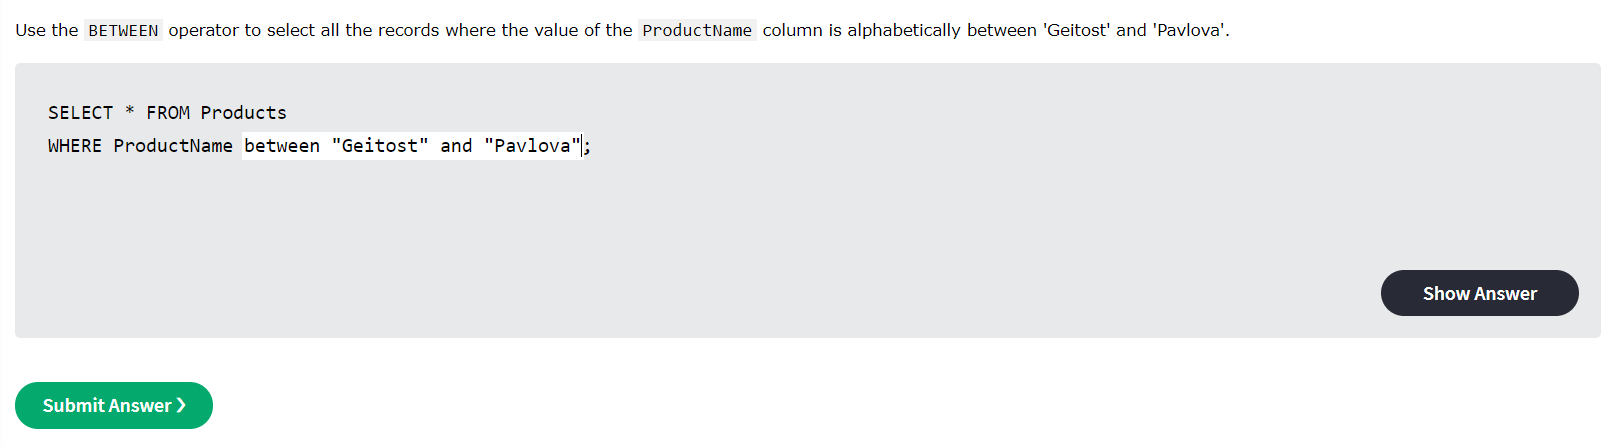 Use the BETWEEN operator to select all the records where the value of the ProductName column is alphabetically between 'Geitost' and 'Pavlova'.
SELECT * FROM Products
WHERE ProductName between "Geitost" and "Pavlova";
Show Answer
Submit Answer ❯